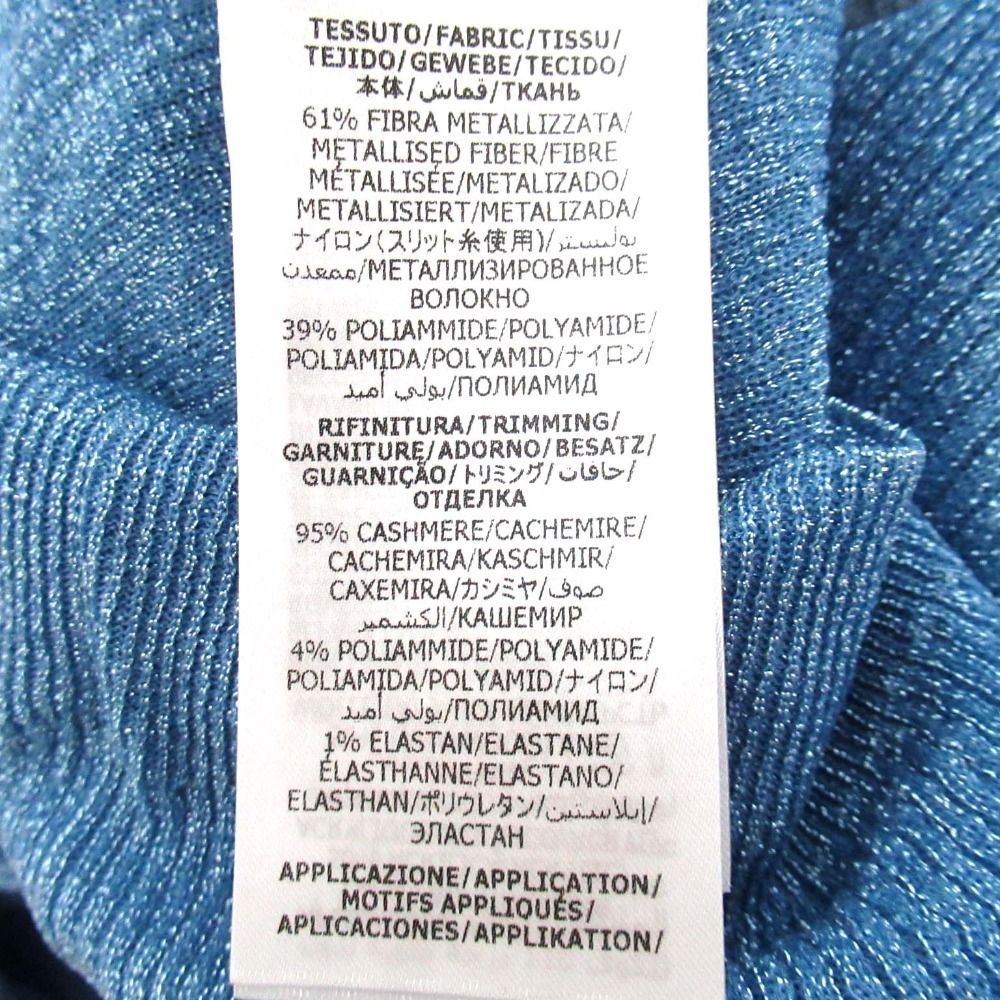 TESSUTO/FABRIC/TISSU/
TEJIDO/GEWEBE/TECIDO/
本体/قماش/ТКАНЬ
61% FIBRA METALLIZZATA/
METALLISED FIBER/FIBRE
MÉTALLISÉE/METALIZADO/
METALLISIERT/METALIZADA/
ナイロン(スリット糸使用)/بوليستر
ممعدن/МЕТАЛЛИЗИРОВАННОЕ
ВОЛОКНО
39% POLIAMMIDE/POLYAMIDE/
POLIAMIDA/POLYAMID/ナイロン/
بولي أميد/ПОЛИАМИД
RIFINITURA/TRIMMING/
GARNITURE/ADORNO/BESATZ/
GUARNIÇÃO/トリミング/حافات/
ОТДЕЛКА
95% CASHMERE/CACHEMIRE/
CACHEMIRA/KASCHMIR/
CAXEMIRA/カシミヤ/صوف
الكشمير/КАШЕМИР
4% POLIAMMIDE/POLYAMIDE/
POLIAMIDA/POLYAMID/ナイロン/
بولي أميد/ПОЛИАМИД
1% ELASTAN/ELASTANE/
ÉLASTHANNE/ELASTANO/
ELASTHAN/ポリウレタン/إيلاستين/
ЭЛАСТАН
APPLICAZIONE/APPLICATION/
MOTIFS APPLIQUÉS/
APLICACIONES/APPLIKATION/